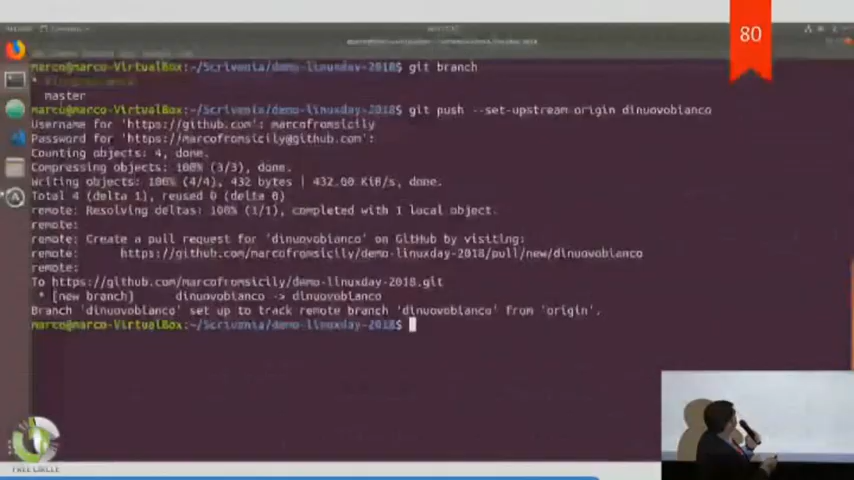 80
marco@marco-VirtualBox:~/Scrivania/demo-linuxday-2018$ git branch
*
master
marco@marco-VirtualBox:~/Scrivania/demo-linuxday-2018$ git push --set-upstream origin dinuovobianco
Username for 'https://github.com': marcofromsicily
Password for 'https://marcofromsicily@github.com':
Counting objects: 4, done.
Compressing objects: 100% (3/3), done.
Writing objects: 100% (4/4), 432 bytes | 432.00 KiB/s, done.
Total 4 (delta 1), reused 0 (delta 0)
remote: Resolving deltas: 100% (1/1), completed with 1 local object.
remote:
remote: Create a pull request for 'dinuovobianco' on GitHub by visiting:
remote: https://github.com/marcofromsicily/demo-linuxday-2018/pull/new/dinuovobianco
remote:
To https://github.com/marcofromsicily/demo-linuxday-2018.git
* [new branch] dinuovobianco -> dinuovobianco
Branch 'dinuovobianco' set up to track remote branch 'dinuovobianco' from 'origin'.
marco@marco-VirtualBox:~/Scrivania/demo-linuxday-2018$
FREE CIRCLE